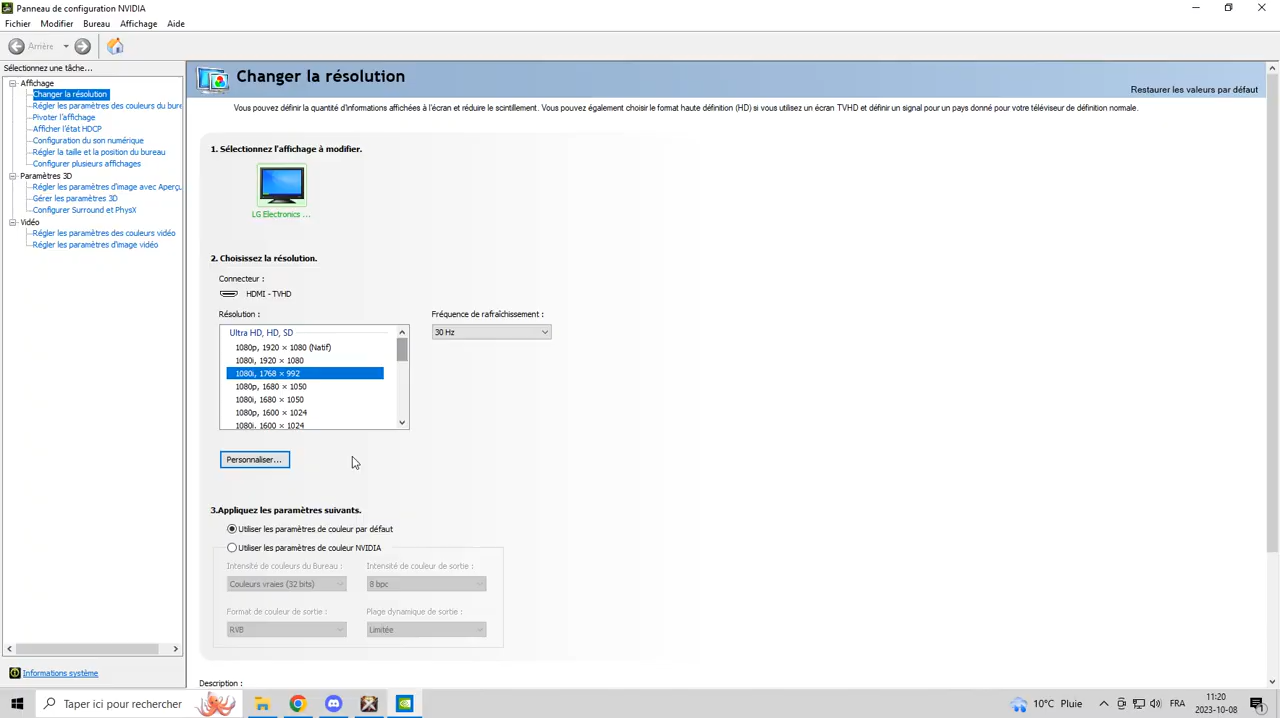 Panneau de configuration NVIDIA
Fichier Modifier Bureau Affichage Aide
Arrière
Sélectionnez une tâche...
Affichage
Changer la résolution
Régler les paramètres des couleurs du bure
Pivoter l'affichage
Afficher l'état HDCP
Configuration du son numérique
Régler la taille et la position du bureau
Configurer plusieurs affichages
Paramètres 3D
Régler les paramètres d'image avec Aperçu
Gérer les paramètres 3D
Configurer Surround et PhysX
Vidéo
Régler les paramètres des couleurs vidéo
Régler les paramètres d'image vidéo
Informations système
Changer la résolution
Restaurer les valeurs par défaut
Vous pouvez définir la quantité d'informations affichées à l'écran et réduire le scintillement. Vous pouvez également choisir le format haute définition (HD) si vous utilisez un écran TVHD et définir un signal pour un pays donné pour votre téléviseur de définition normale.
1. Sélectionnez l'affichage à modifier.
LG Electronics ...
2. Choisissez la résolution.
Connecteur :
HDMI - TVHD
Résolution :
Fréquence de rafraîchissement :
Ultra HD, HD, SD
30 Hz
1080p, 1920 × 1080 (Natif)
1080i, 1920 × 1080
1080i, 1768 × 992
1080p, 1680 × 1050
1080i, 1680 × 1050
1080p, 1600 × 1024
1080i, 1600 × 1024
Personnaliser...
3.Appliquez les paramètres suivants.
Utiliser les paramètres de couleur par défaut
Utiliser les paramètres de couleur NVIDIA
Intensité de couleurs du Bureau :
Intensité de couleur de sortie :
Couleurs vraies (32 bits)
8 bpc
Format de couleur de sortie :
Plage dynamique de sortie :
RVB
Limitée
Description :
Taper ici pour rechercher
10°C Pluie
FRA
11:20
2023-10-08
1